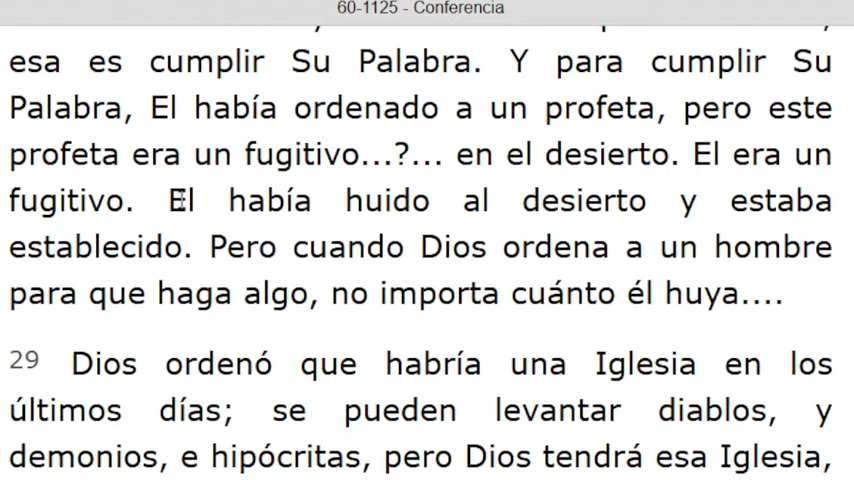 60-1125 - Conferencia
esa es cumplir Su Palabra. Y para cumplir Su
Palabra, El había ordenado a un profeta, pero este
profeta era un fugitivo...?... en el desierto. El era un
fugitivo. El había huido al desierto y estaba
establecido. Pero cuando Dios ordena a un hombre
para que haga algo, no importa cuánto él huya....
29 Dios ordenó que habría una Iglesia en los
últimos días; se pueden levantar diablos, y
demonios, e hipócritas, pero Dios tendrá esa Iglesia,